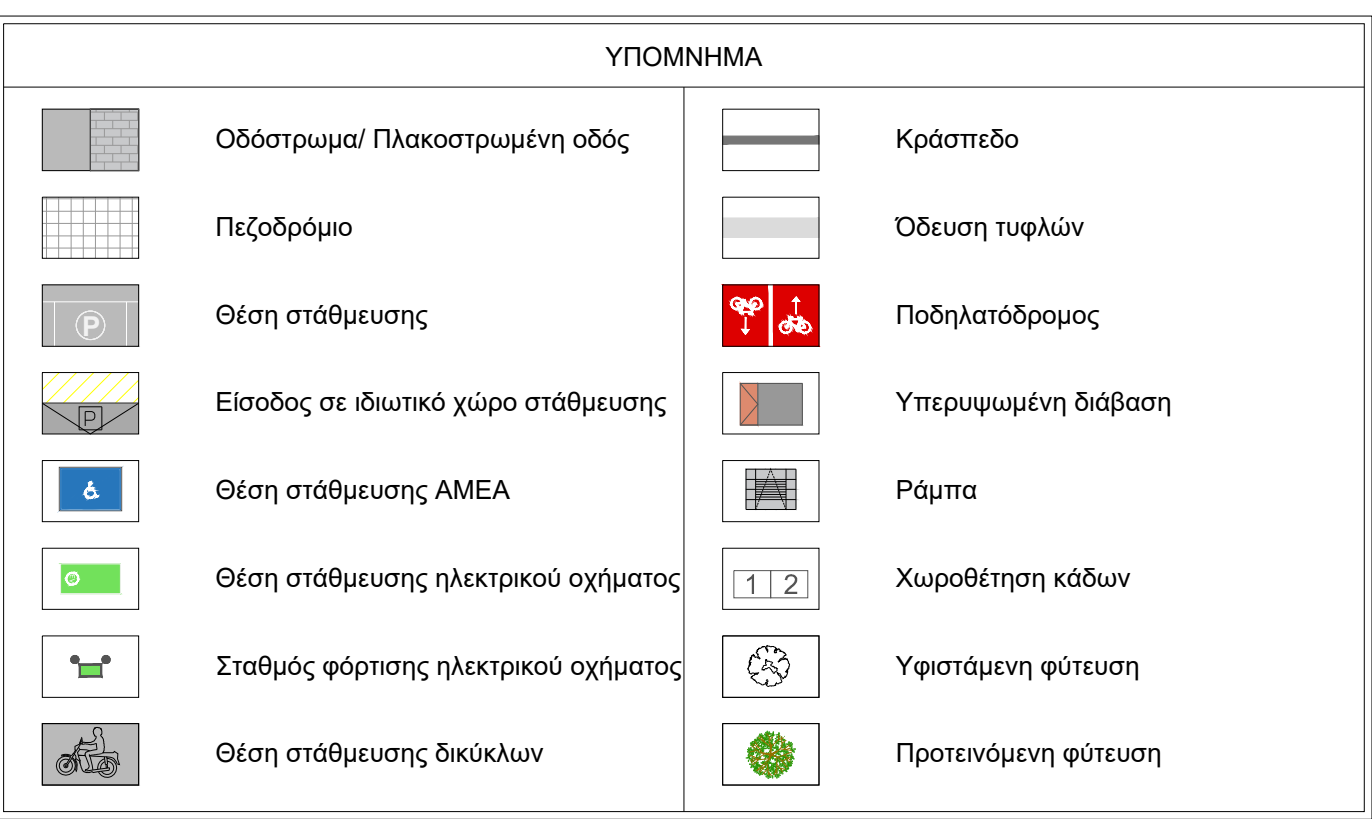 ΥΠΟΜΝΗΜΑ
Οδόστρωμα/ Πλακοστρωμένη οδός
Πεζοδρόμιο
P
Θέση στάθμευσης
P
Είσοδος σε ιδιωτικό χώρο στάθμευσης
Θέση στάθμευσης ΑΜΕΑ
Θέση στάθμευσης ηλεκτρικού οχήματος
Σταθμός φόρτισης ηλεκτρικού οχήματος
Θέση στάθμευσης δικύκλων
Κράσπεδο
Όδευση τυφλών
Ποδηλατόδρομος
Υπερυψωμένη διάβαση
Ράμπα
1 2
Χωροθέτηση κάδων
Υφιστάμενη φύτευση
Προτεινόμενη φύτευση